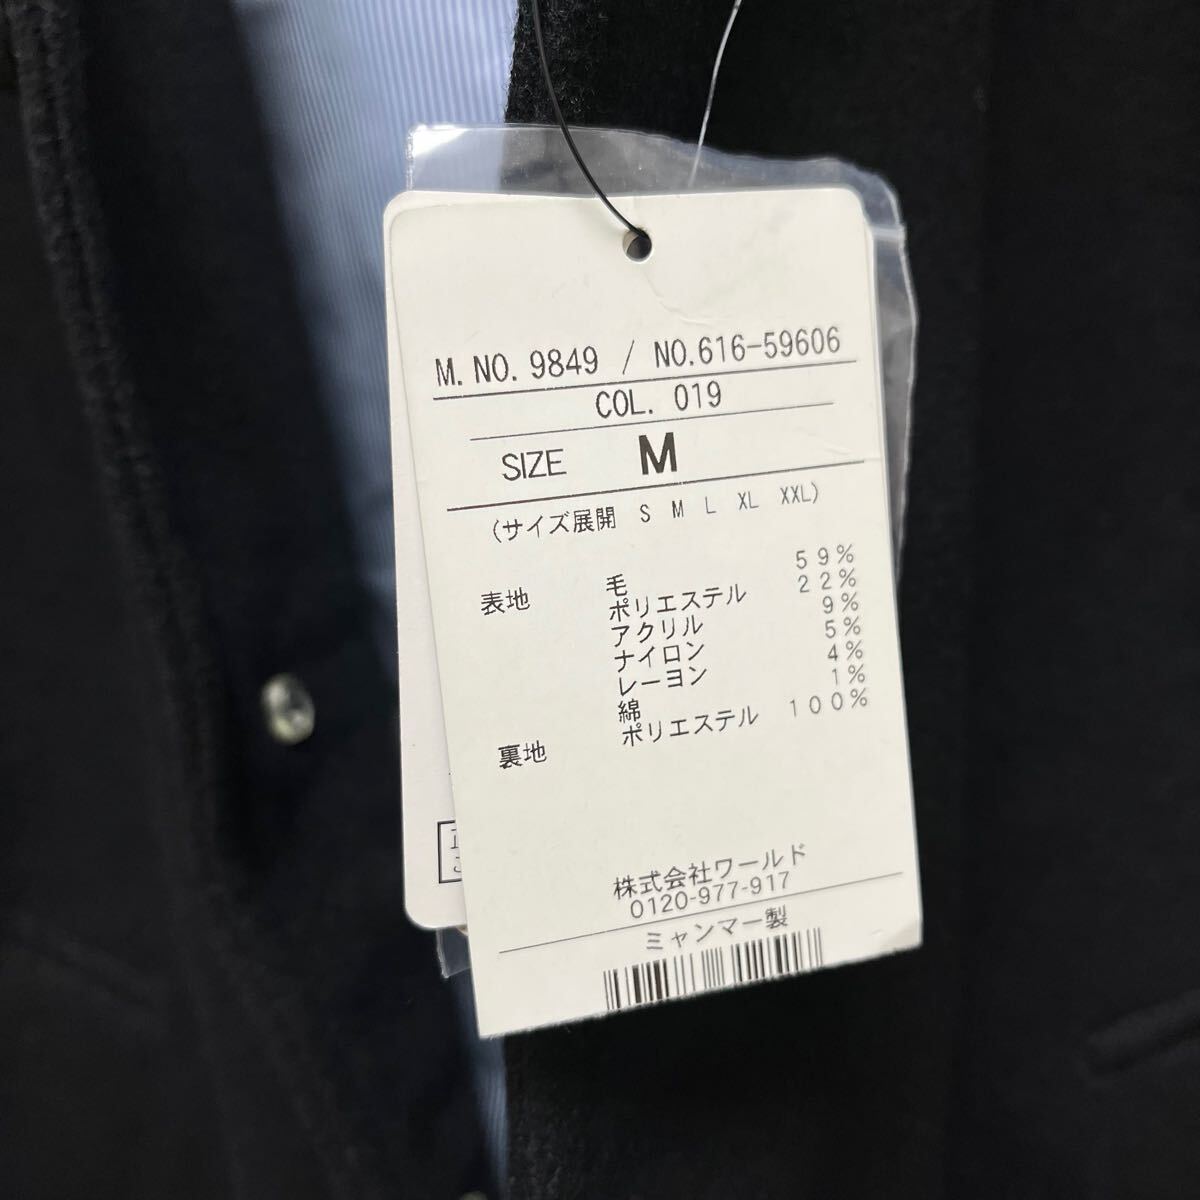 M. NO. 9849 / NO.616-59606
COL. 019
SIZE M
(サイズ展開 S M L XL XXL)
表地 毛 59%
ポリエステル 22%
アクリル 9%
ナイロン 5%
レーヨン 4%
綿 1%
裏地 ポリエステル 100%
株式会社ワールド
0120-977-917
ミャンマー製